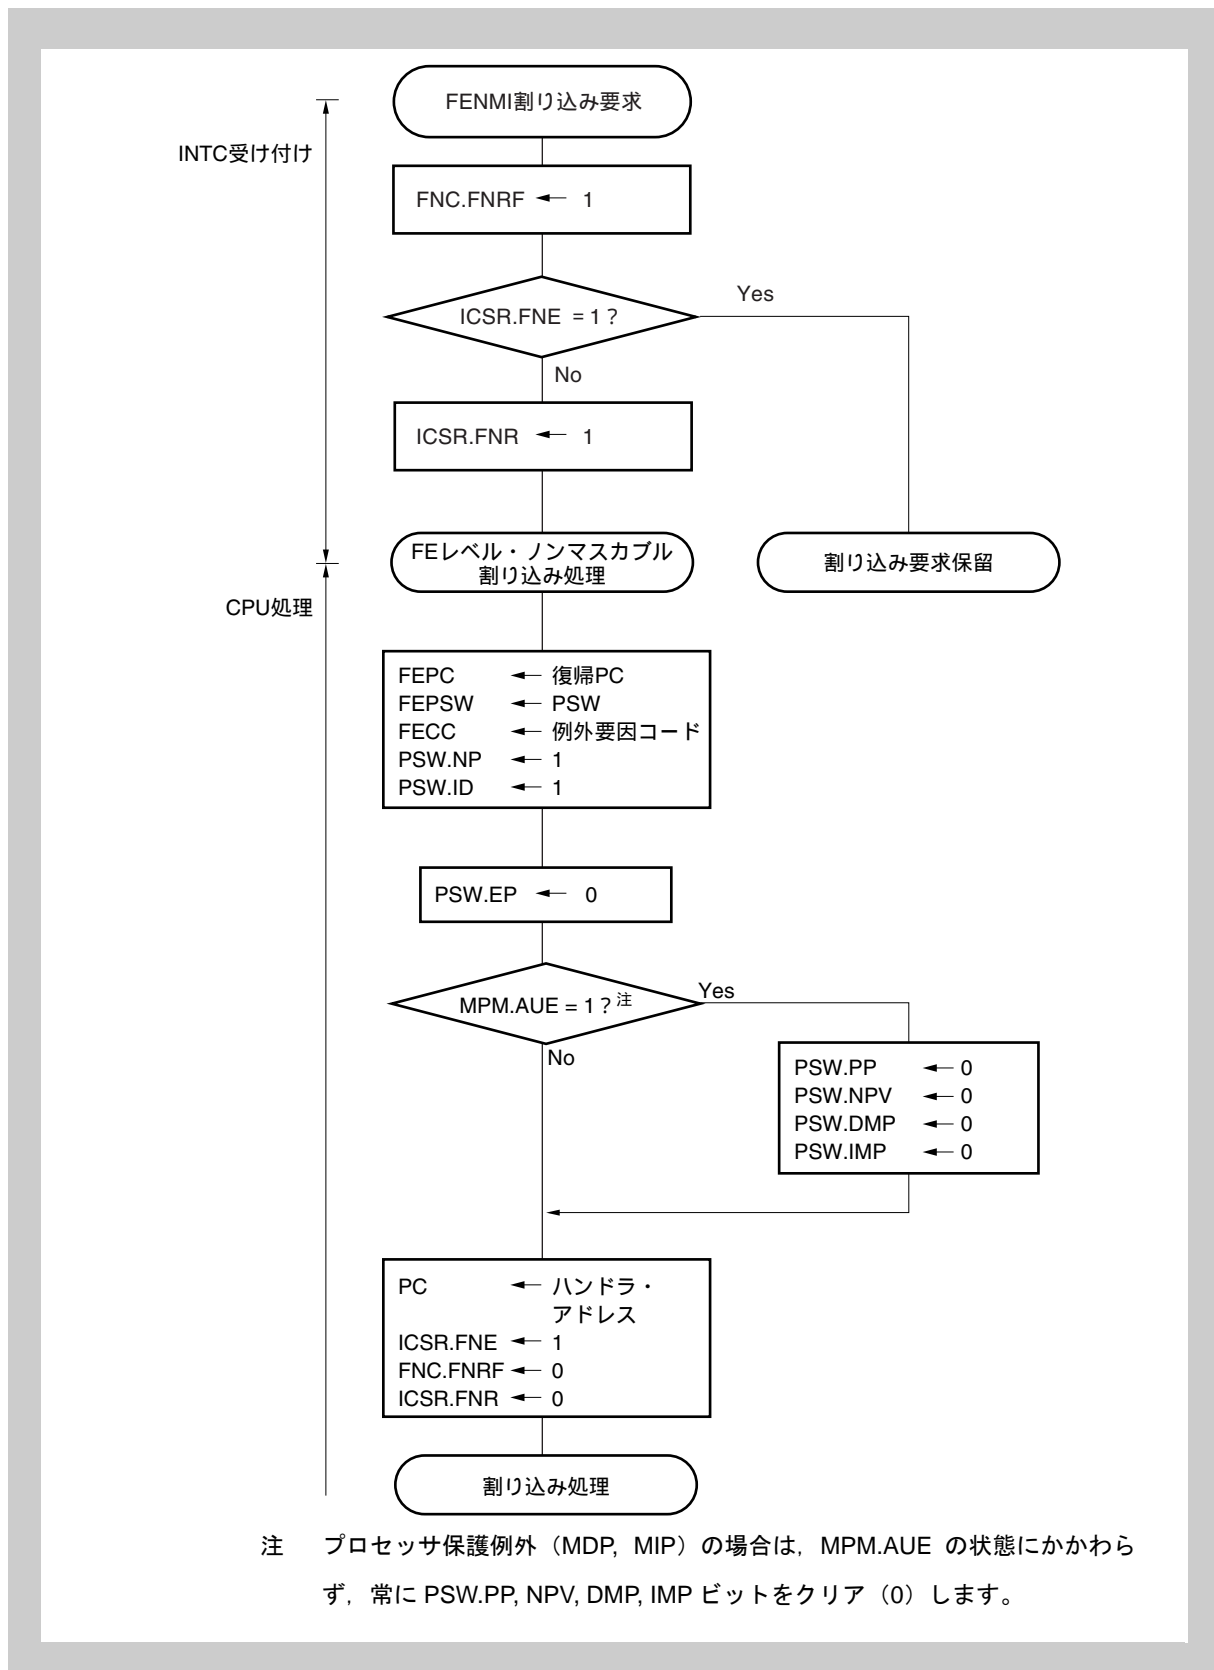 FENMI割り込み要求
INTC受け付け
FNC.FNRF ← 1
Yes
ICSR.FNE = 1 ?
No
ICSR.FNR ← 1
FEレベル・ノンマスカブル
割り込み処理
割り込み要求保留
CPU処理
FEPC ← 復帰PC
FEPSW ← PSW
FECC ← 例外要因コード
PSW.NP ← 1
PSW.ID ← 1
PSW.EP ← 0
MPM.AUE = 1 ? 注
Yes
No
PSW.PP ← 0
PSW.NPV ← 0
PSW.DMP ← 0
PSW.IMP ← 0
PC ← ハンドラ・
アドレス
ICSR.FNE ← 1
FNC.FNRF ← 0
ICSR.FNR ← 0
割り込み処理
注 プロセッサ保護例外（MDP, MIP）の場合は，MPM.AUE の状態にかかわら
ず，常に PSW.PP, NPV, DMP, IMP ビットをクリア（0）します。